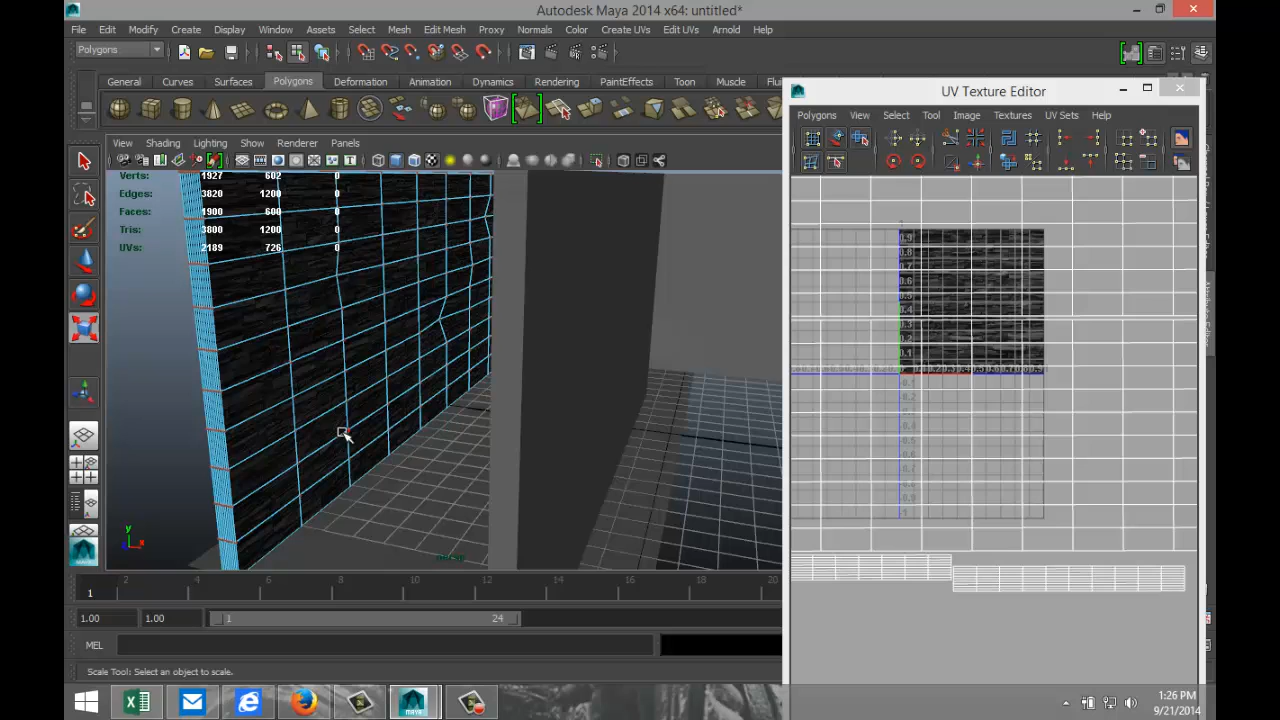 Autodesk Maya 2014 x64: untitled*
File Edit Modify Create Display Window Assets Select Mesh Edit Mesh Proxy Normals Color Create UVs Edit UVs Arnold Help
Polygons
General Curves Surfaces Polygons Deformation Animation Dynamics Rendering PaintEffects Toon Muscle
UV Texture Editor
View Shading Lighting Show Renderer Panels
Polygons View Select Tool Image Textures UV Sets Help
Verts: 1927 602 0
Edges: 3820 1200 0
Faces: 1900 600 0
Tris: 3800 1200 0
UVs: 2189 726 0
y
x
2 4 6 8 10 12 14 16 18 20
1
1.00 1.00 1 24
MEL
Scale Tool: Select an object to scale.
1:26 PM
9/21/2014